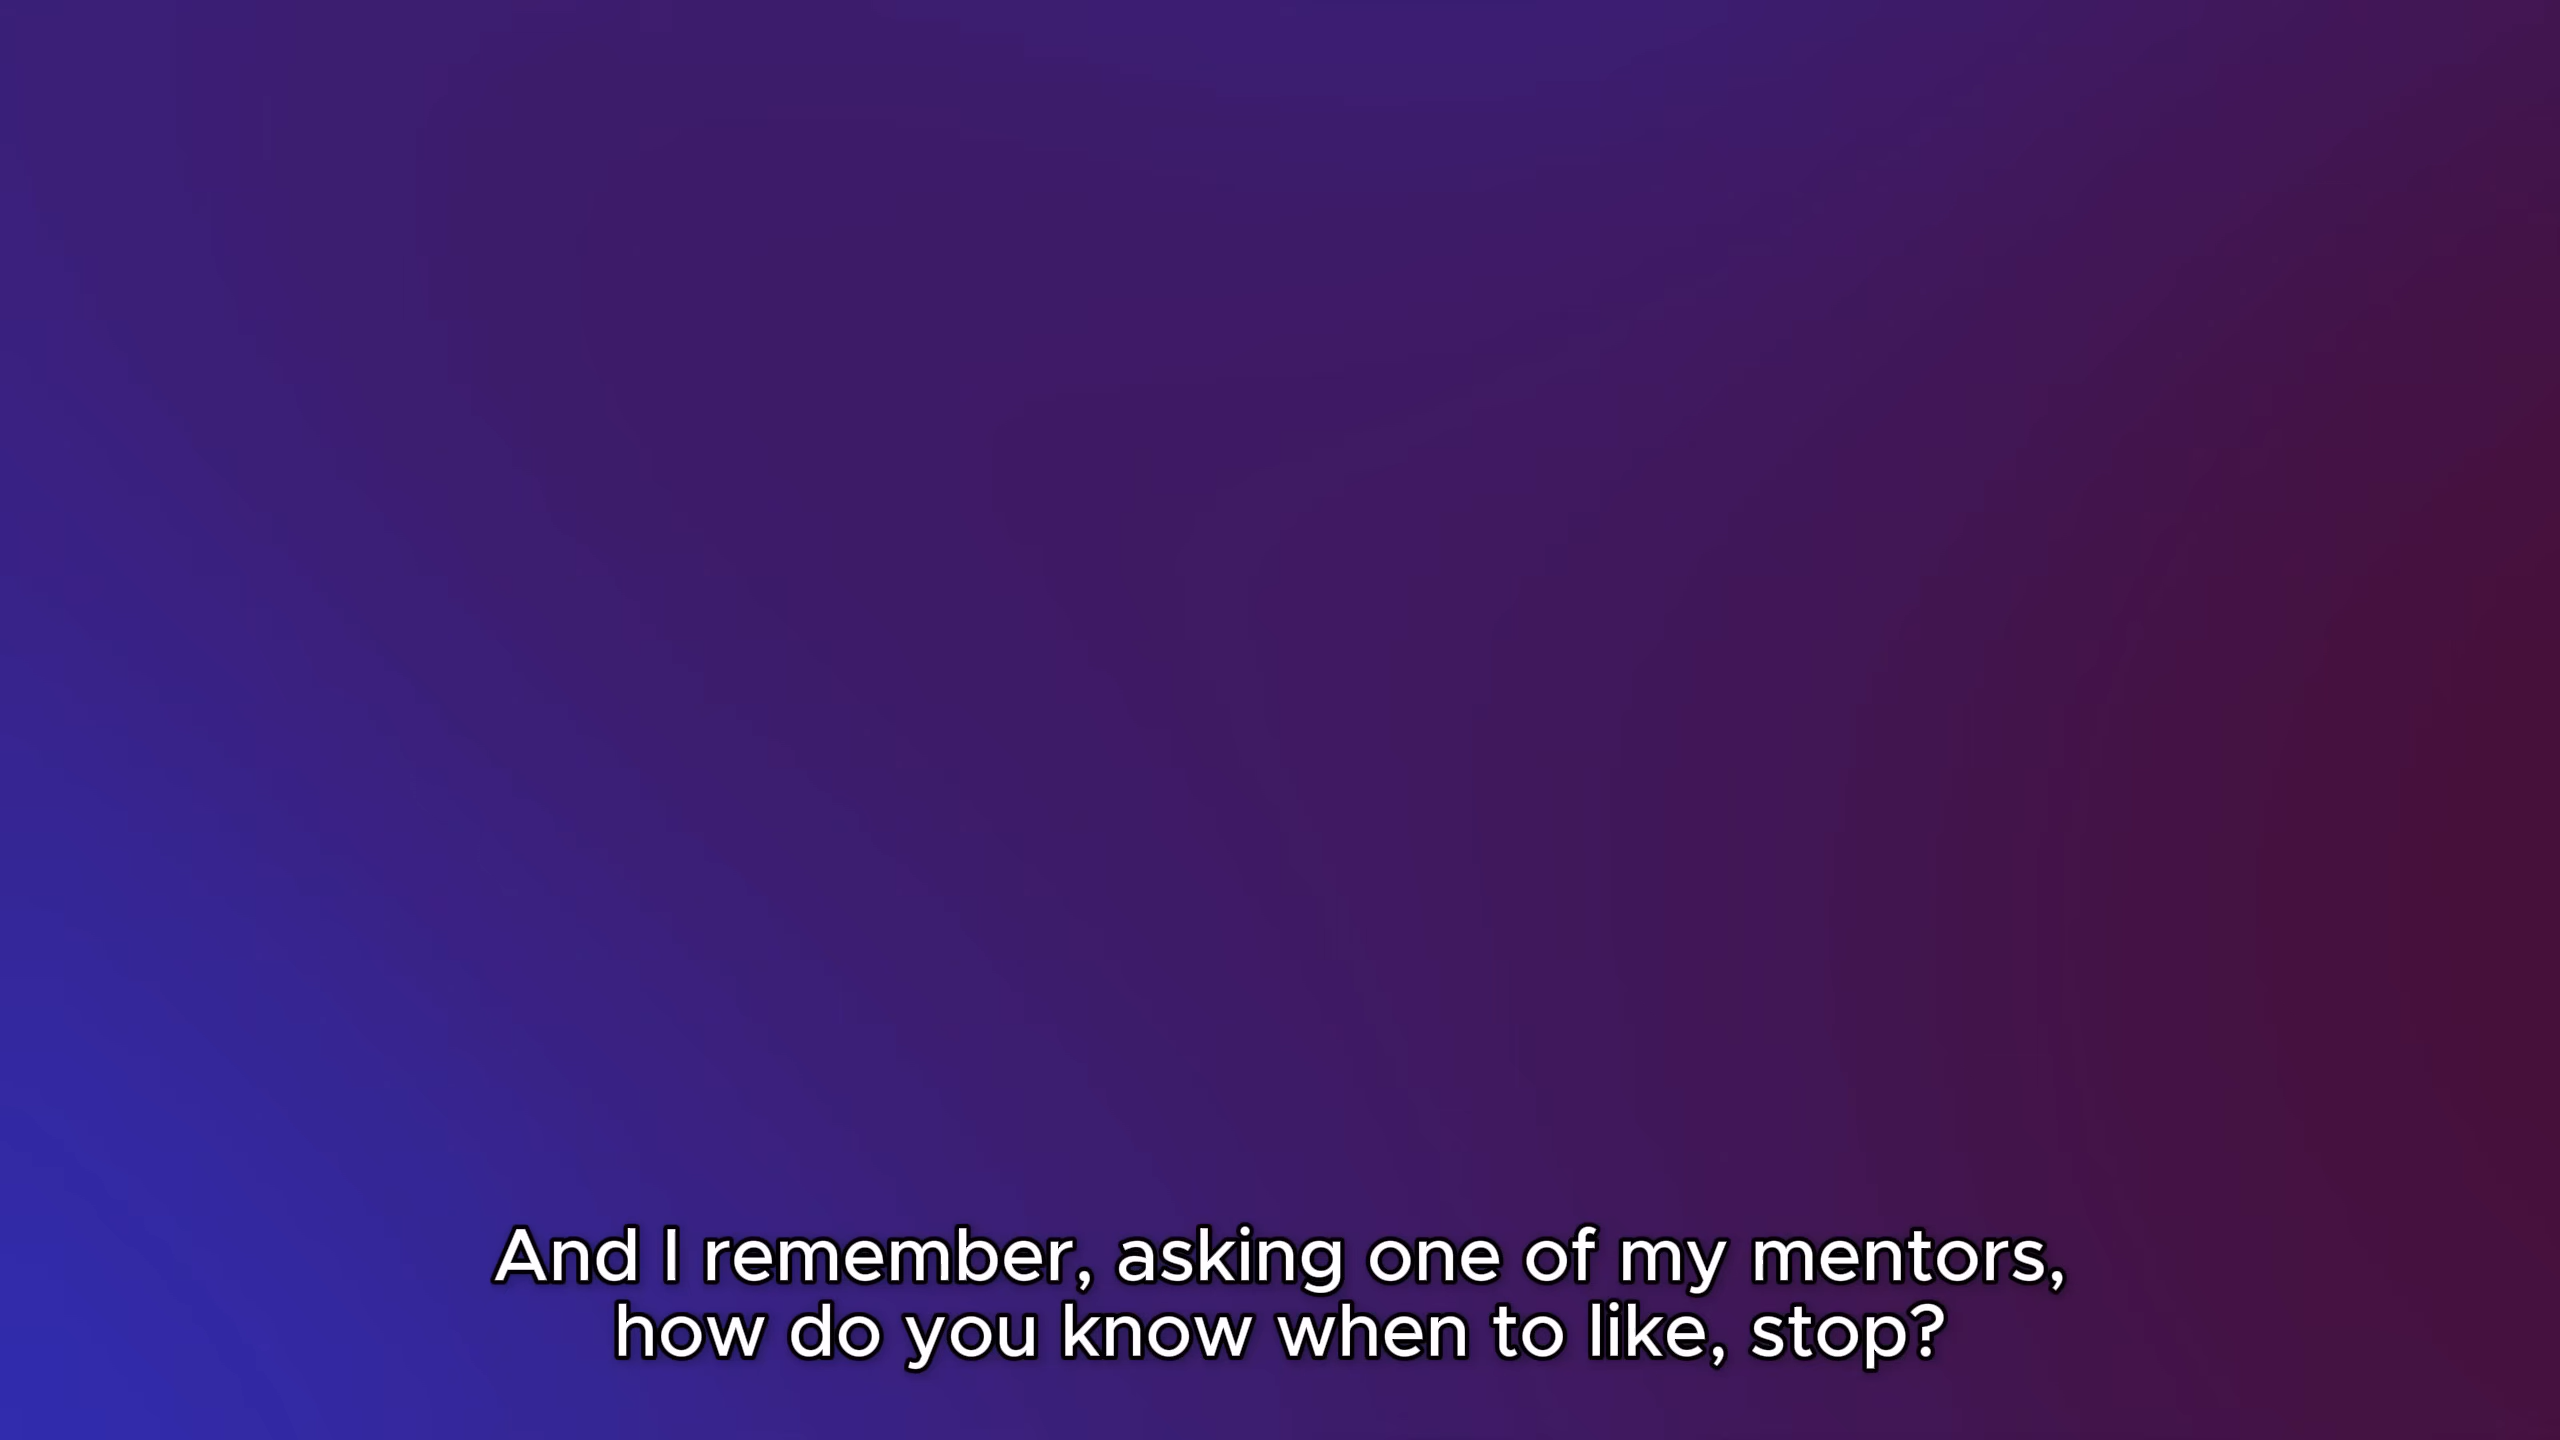 And I remember, asking one of my mentors,
how do you know when to like, stop?